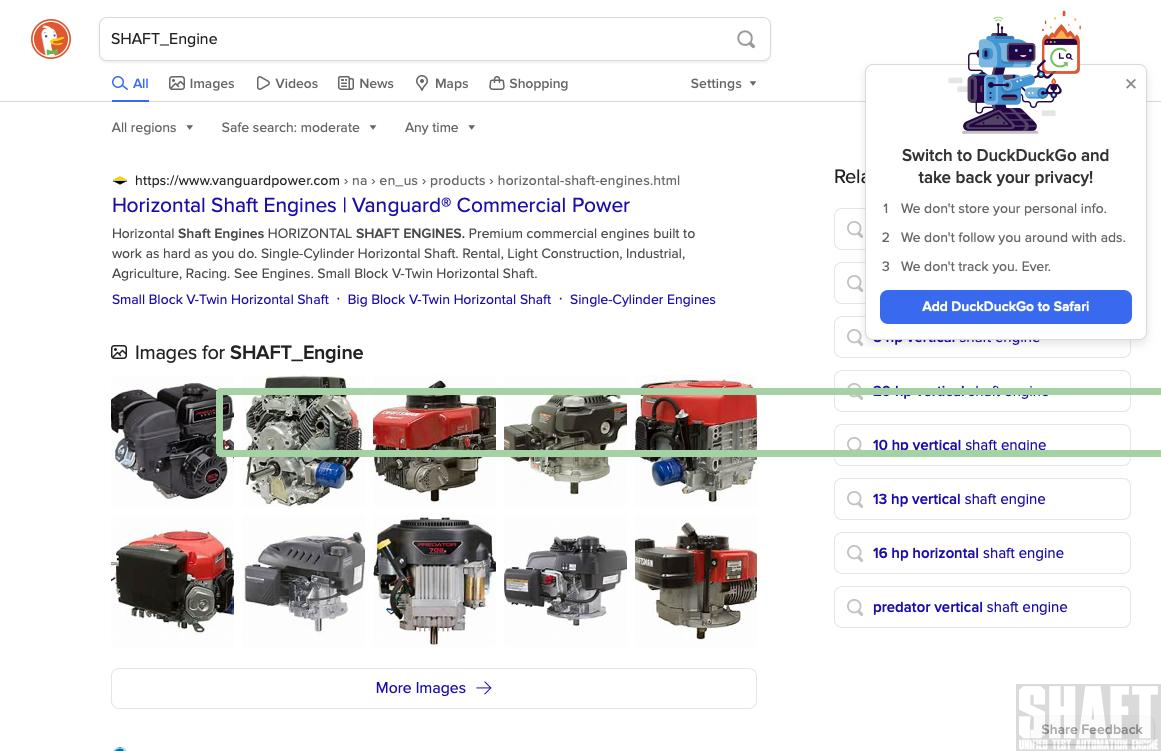 SHAFT_Engine
All Images Videos News Maps Shopping Settings
All regions Safe search: moderate Any time
https://www.vanguardpower.com › na › en_us › products › horizontal-shaft-engines.html
Horizontal Shaft Engines | Vanguard® Commercial Power
Horizontal Shaft Engines HORIZONTAL SHAFT ENGINES. Premium commercial engines built to
work as hard as you do. Single-Cylinder Horizontal Shaft. Rental, Light Construction, Industrial,
Agriculture, Racing. See Engines. Small Block V-Twin Horizontal Shaft.
Small Block V-Twin Horizontal Shaft · Big Block V-Twin Horizontal Shaft · Single-Cylinder Engines
Images for SHAFT_Engine
PREDATOR
CRAFTSMAN
PREDATOR
More Images
Switch to DuckDuckGo and
take back your privacy!
1 We don't store your personal info.
2 We don't follow you around with ads.
3 We don't track you. Ever.
Add DuckDuckGo to Safari
Rela
vertical shaft engine
vertical shaft engine
10 hp vertical shaft engine
13 hp vertical shaft engine
16 hp horizontal shaft engine
predator vertical shaft engine
SHAFT
Share Feedback